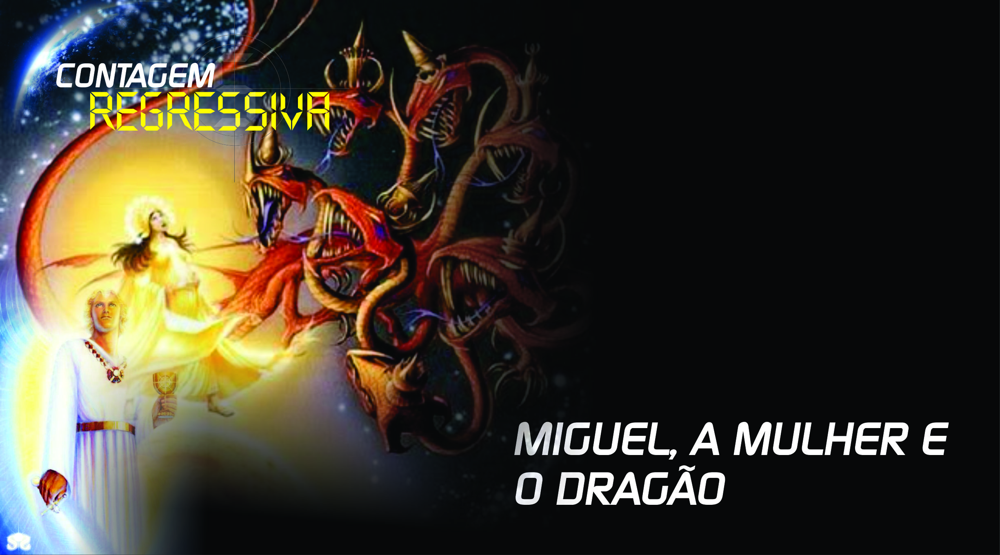 CONTAGEM
REGRESSIVA
MIGUEL, A MULHER E
O DRAGÃO